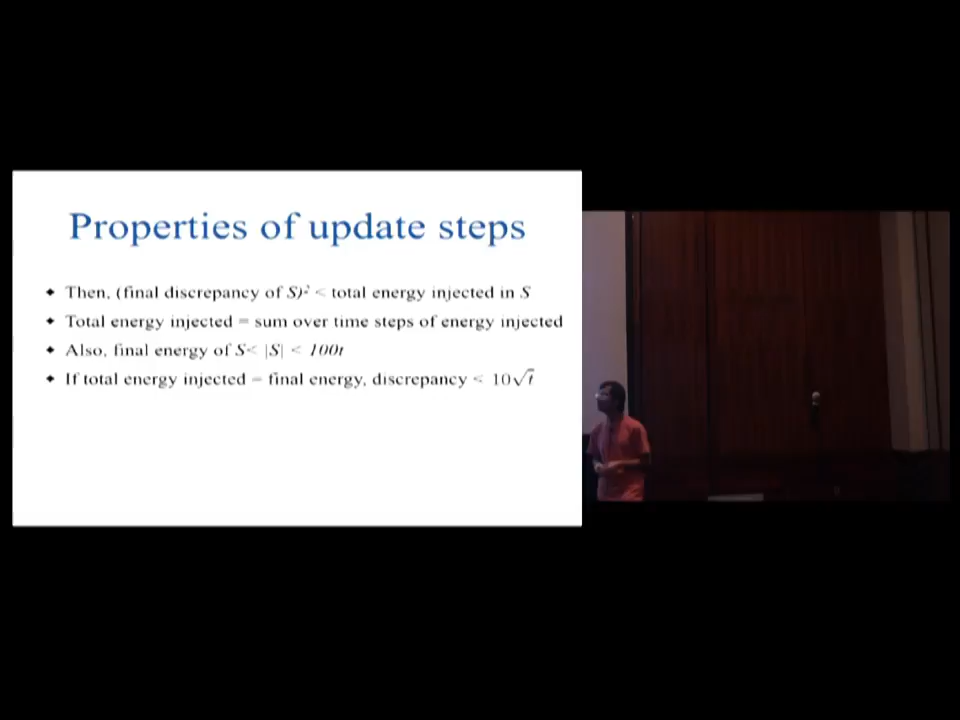 Properties of update steps
Then, (final discrepancy of S)² < total energy injected in S
Total energy injected = sum over time steps of energy injected
Also, final energy of S < |S| < 100t
If total energy injected = final energy, discrepancy < 10√t